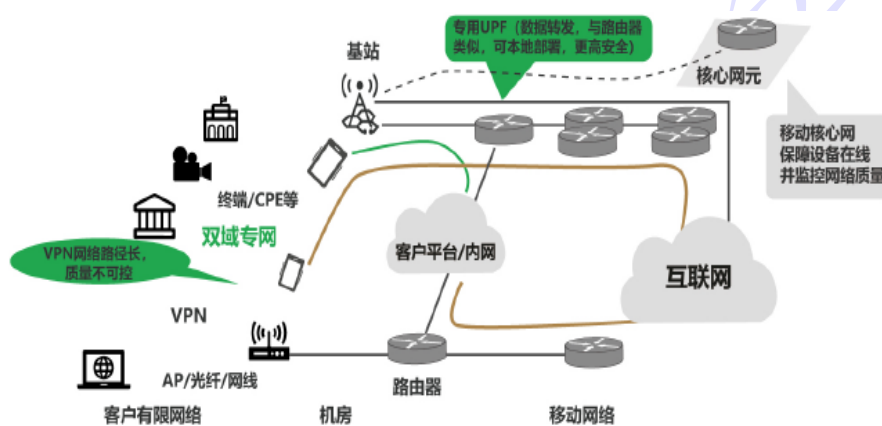 专用UPF（数据转发，与路由器
类似，可本地部署，更高安全）
基站
核心网元
移动核心网
保障设备在线
并监控网络质量
终端/CPE等
双域专网
VPN网络路径长，
质量不可控
客户平台/内网
互联网
VPN
AP/光纤/网线
路由器
客户有限网络
机房
移动网络